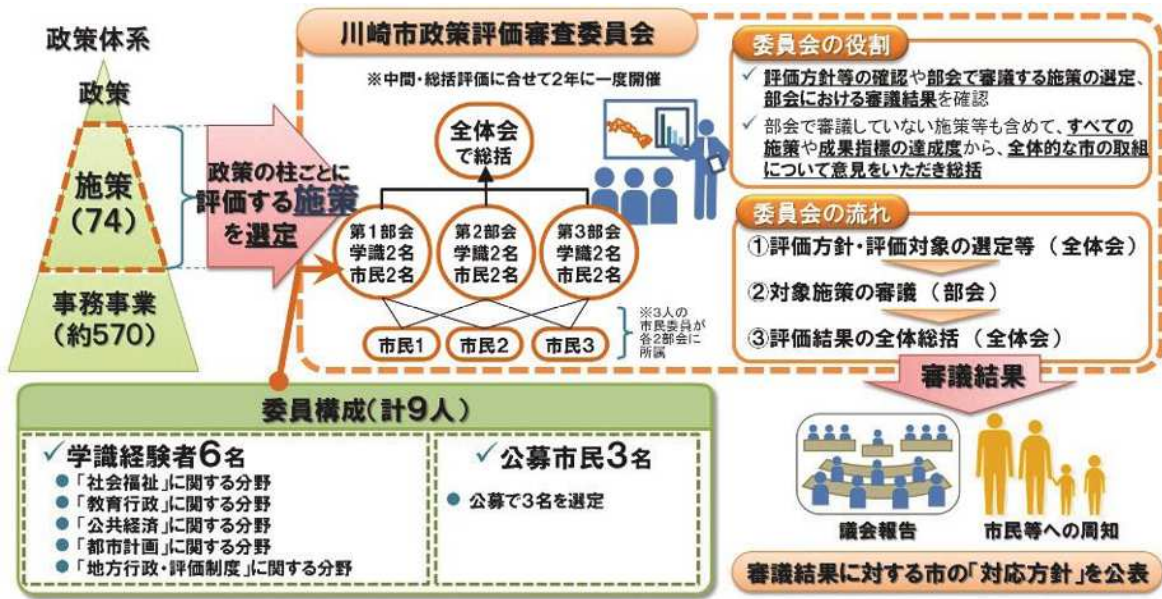 政策体系
政策
施策
(74)
事務事業
(約570)
政策の柱ごとに
評価する施策
を選定
川崎市政策評価審査委員会
※中間・総括評価に合せて2年に一度開催
全体会
で総括
第1部会
学識2名
市民2名
第2部会
学識2名
市民2名
第3部会
学識2名
市民2名
市民1
市民2
市民3
※3人の
市民委員が
各2部会に
所属
委員会の役割
✓ 評価方針等の確認や部会で審議する施策の選定、
部会における審議結果を確認
✓ 部会で審議していない施策等も含めて、すべての
施策や成果指標の達成度から、全体的な市の取組
について意見をいただき総括
委員会の流れ
①評価方針・評価対象の選定等（全体会）
②対象施策の審議（部会）
③評価結果の全体総括（全体会）
審議結果
委員構成(計9人)
✓学識経験者6名
●「社会福祉」に関する分野
●「教育行政」に関する分野
●「公共経済」に関する分野
●「都市計画」に関する分野
●「地方行政・評価制度」に関する分野
✓公募市民3名
● 公募で3名を選定
議会報告
市民等への周知
審議結果に対する市の「対応方針」を公表